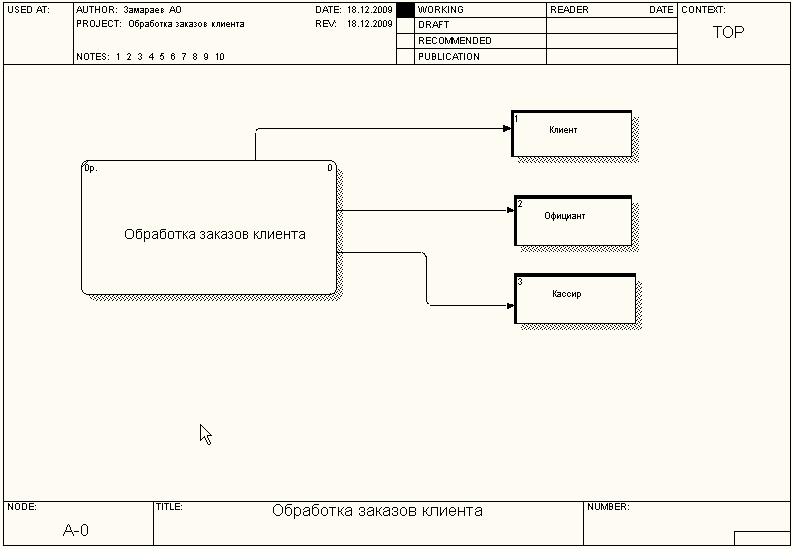 USED AT:
AUTHOR: Замараев АО
DATE: 18.12.2009
PROJECT: Обработка заказов клиента
REV: 18.12.2009
NOTES: 1 2 3 4 5 6 7 8 9 10
WORKING
DRAFT
RECOMMENDED
PUBLICATION
READER DATE
CONTEXT:
TOP
1
Клиент
0р. 0
Обработка заказов клиента
2
Официант
3
Кассир
NODE:
A-0
TITLE:
Обработка заказов клиента
NUMBER: